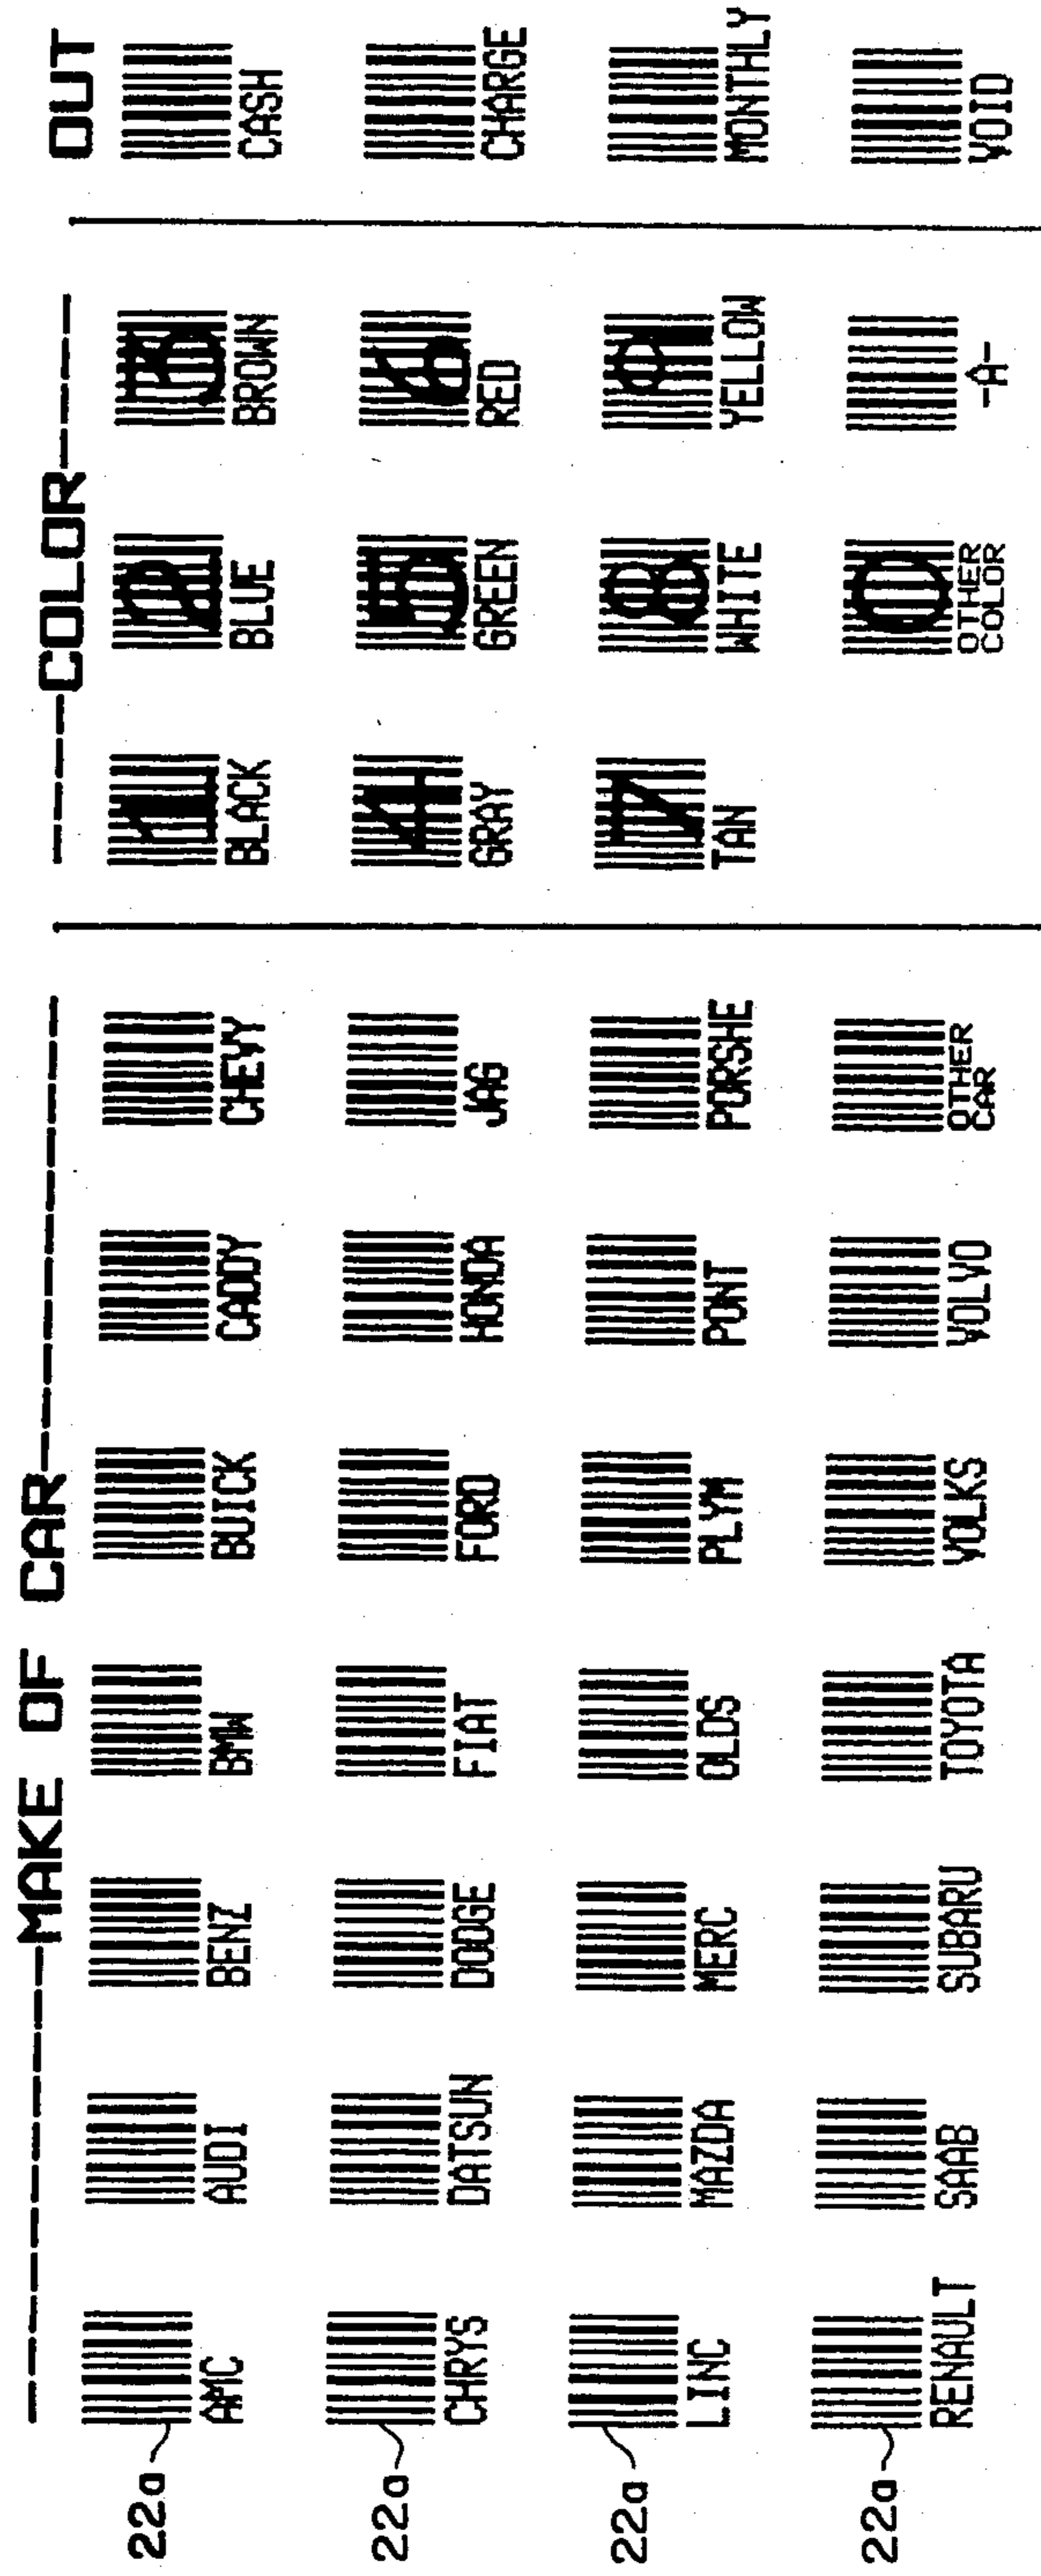 ----MAKE OF CAR---- ----COLOR---- OUT
1 2 3
22a AMC AUDI BENZ BMW BUICK CADDY CHEVY BLACK BLUE BROWN CASH
4 5 6
22a CHRYS DATSUN DODGE FIAT FORD HONDA JAG GRAY GREEN RED CHARGE
7 8 9
22a LINC MAZDA MERC OLDS PLYM PONT PORSHE TAN WHITE YELLOW MONTHLY
0
22a RENAULT SAAB SUBARU TOYOTA VOLKS VOLVO OTHER CAR OTHER COLOR -A- VOID